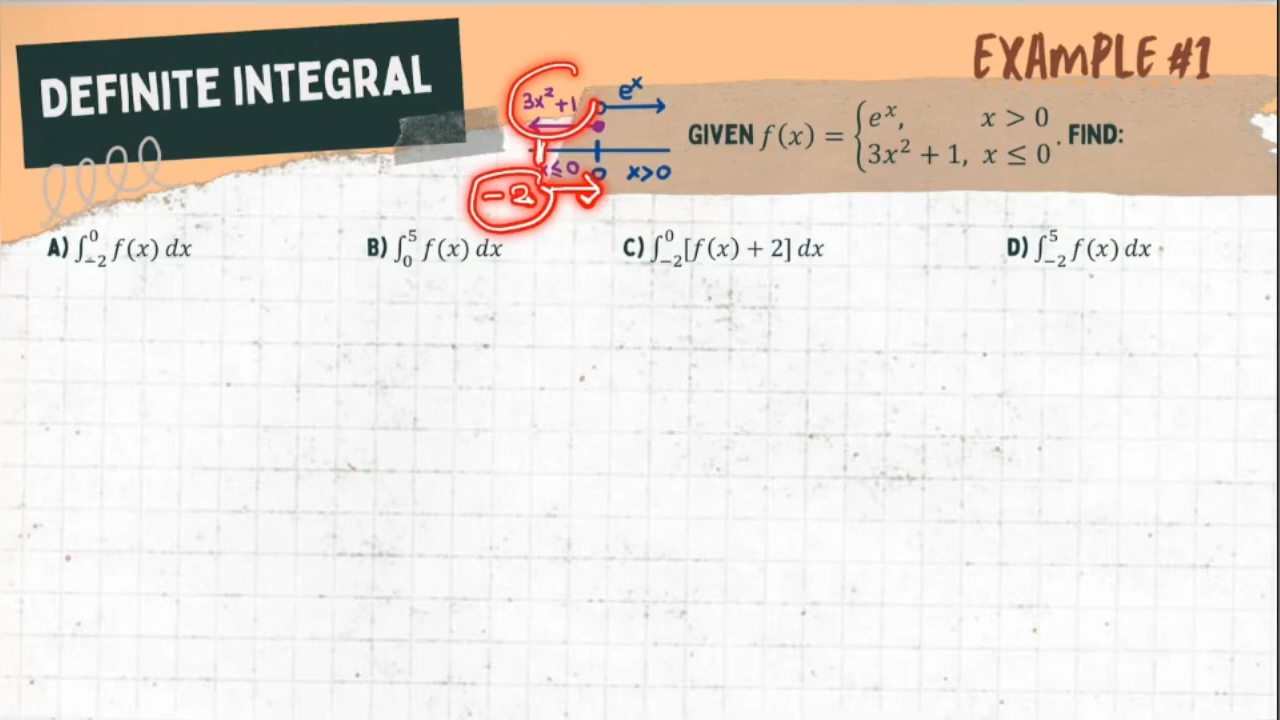 DEFINITE INTEGRAL
EXAMPLE #1
3x²+1
eˣ
x≤0
0
x>0
-2
GIVEN f(x) = {eˣ, x > 0
3x² + 1, x ≤ 0
. FIND:
A) ∫₋₂⁰ f(x) dx
B) ∫₀⁵ f(x) dx
C) ∫₋₂⁰ [f(x) + 2] dx
D) ∫₋₂⁵ f(x) dx